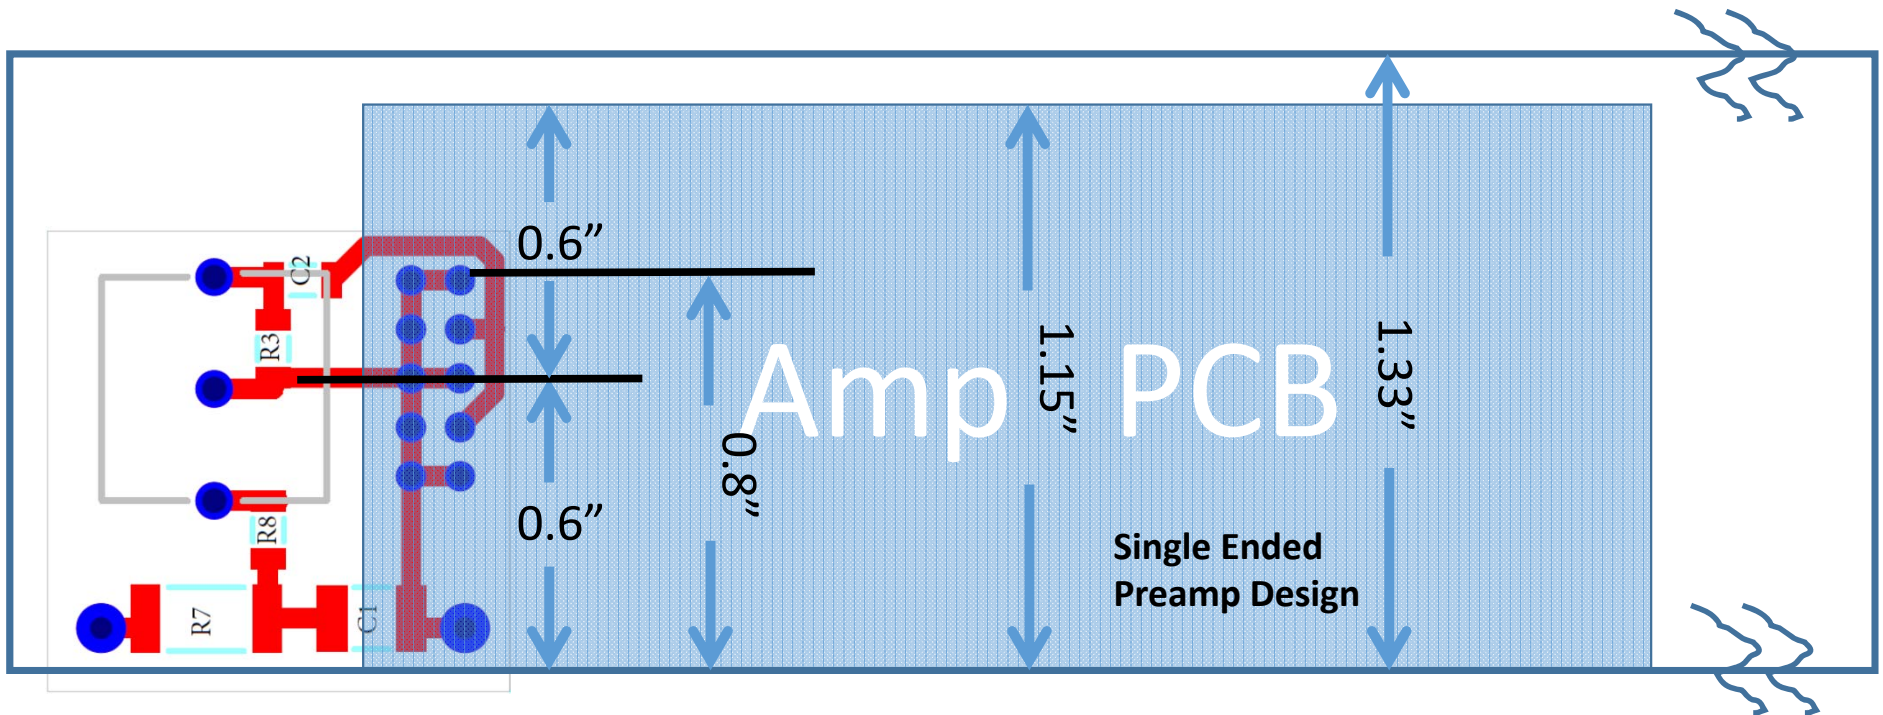 C2
0.6”
R3
Amp PCB
1.15”
1.33”
0.8”
0.6”
R8
Single Ended
Preamp Design
R7
C1